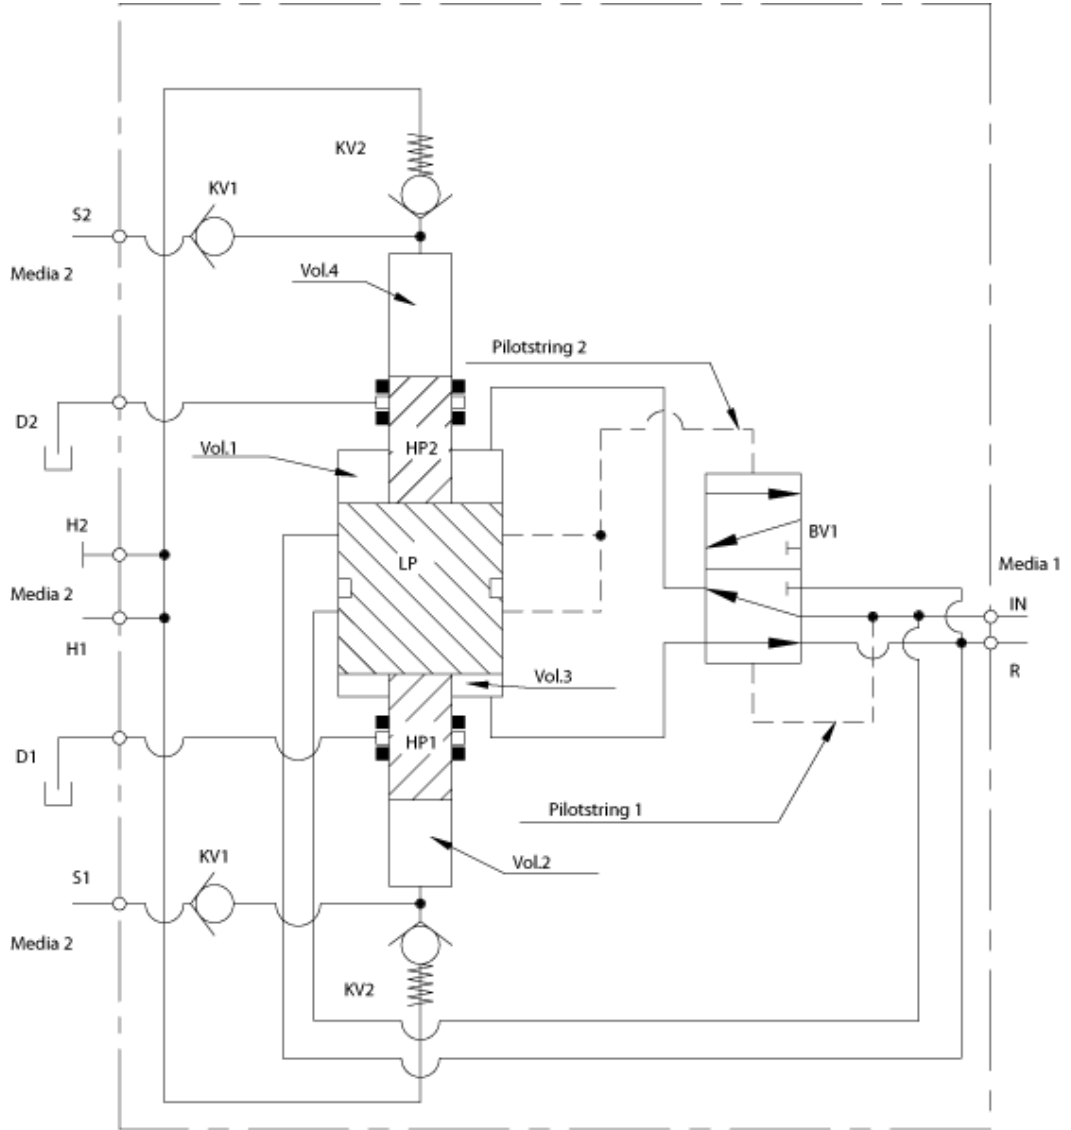 KV2
KV1
S2
Media 2
Vol.4
Pilotstring 2
D2
Vol.1
HP2
H2
BV1
LP
Media 1
Media 2
IN
H1
R
Vol.3
D1
HP1
Pilotstring 1
KV1
Vol.2
S1
Media 2
KV2